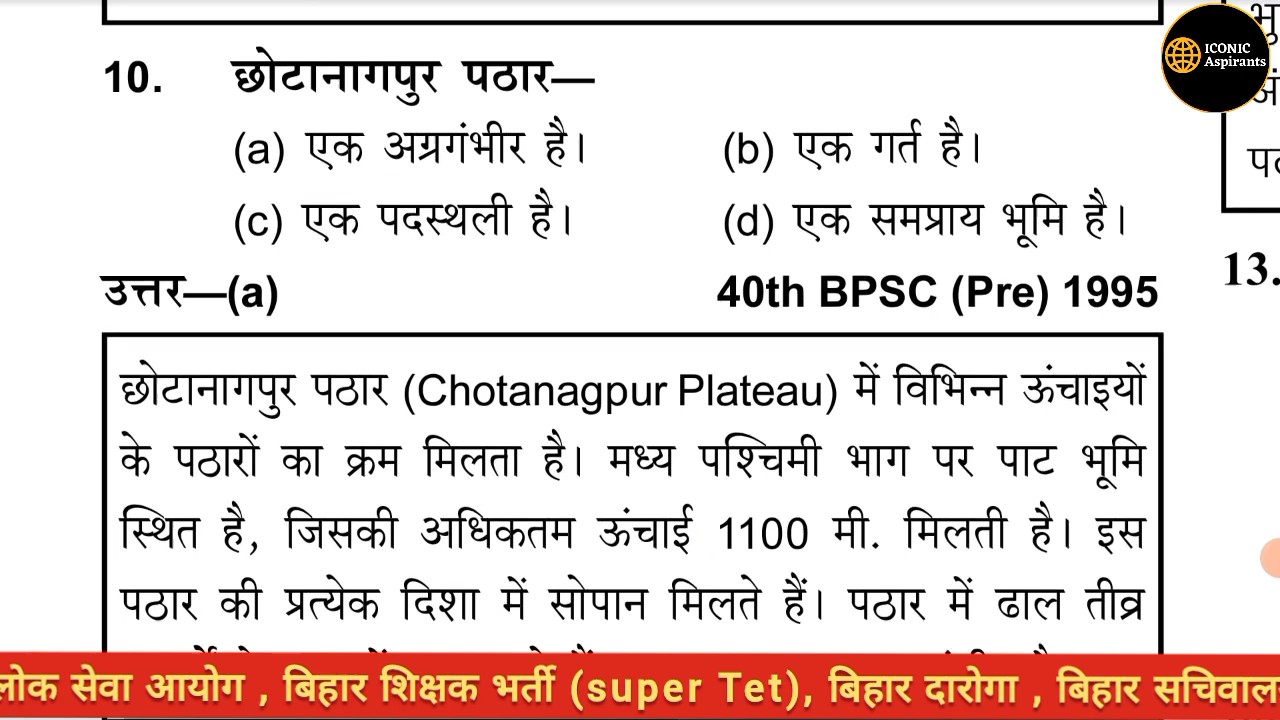 10. छोटानागपुर पठार—
(a) एक अग्रगंभीर है। (b) एक गर्त है।
(c) एक पदस्थली है। (d) एक समप्राय भूमि है।
उत्तर—(a) 40th BPSC (Pre) 1995
छोटानागपुर पठार (Chotanagpur Plateau) में विभिन्न ऊंचाइयों
के पठारों का क्रम मिलता है। मध्य पश्चिमी भाग पर पाट भूमि
स्थित है, जिसकी अधिकतम ऊंचाई 1100 मी. मिलती है। इस
पठार की प्रत्येक दिशा में सोपान मिलते हैं। पठार में ढाल तीव्र
ICONIC
Aspirants
13.
लोक सेवा आयोग , बिहार शिक्षक भर्ती (super Tet), बिहार दारोगा , बिहार सचिवाल